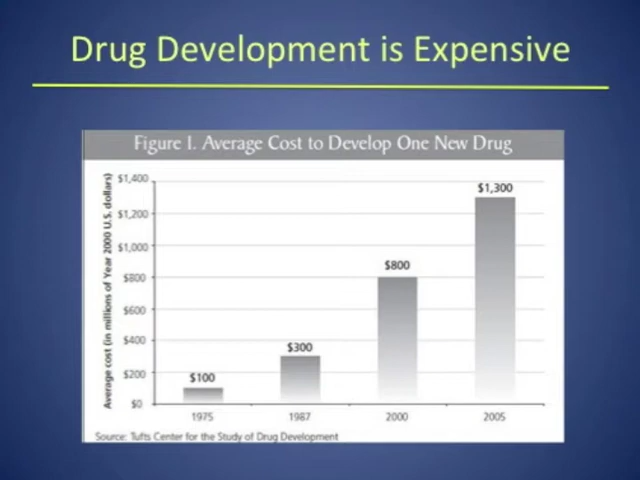 Drug Development is Expensive
Figure I. Average Cost to Develop One New Drug
Average cost (in millions of Year 2000 U.S. dollars)
$1,400
$1,200
$1,000
$800
$600
$400
$200
$0
$100
$300
$800
$1,300
1975 1987 2000 2005
Source: Tufts Center for the Study of Drug Development